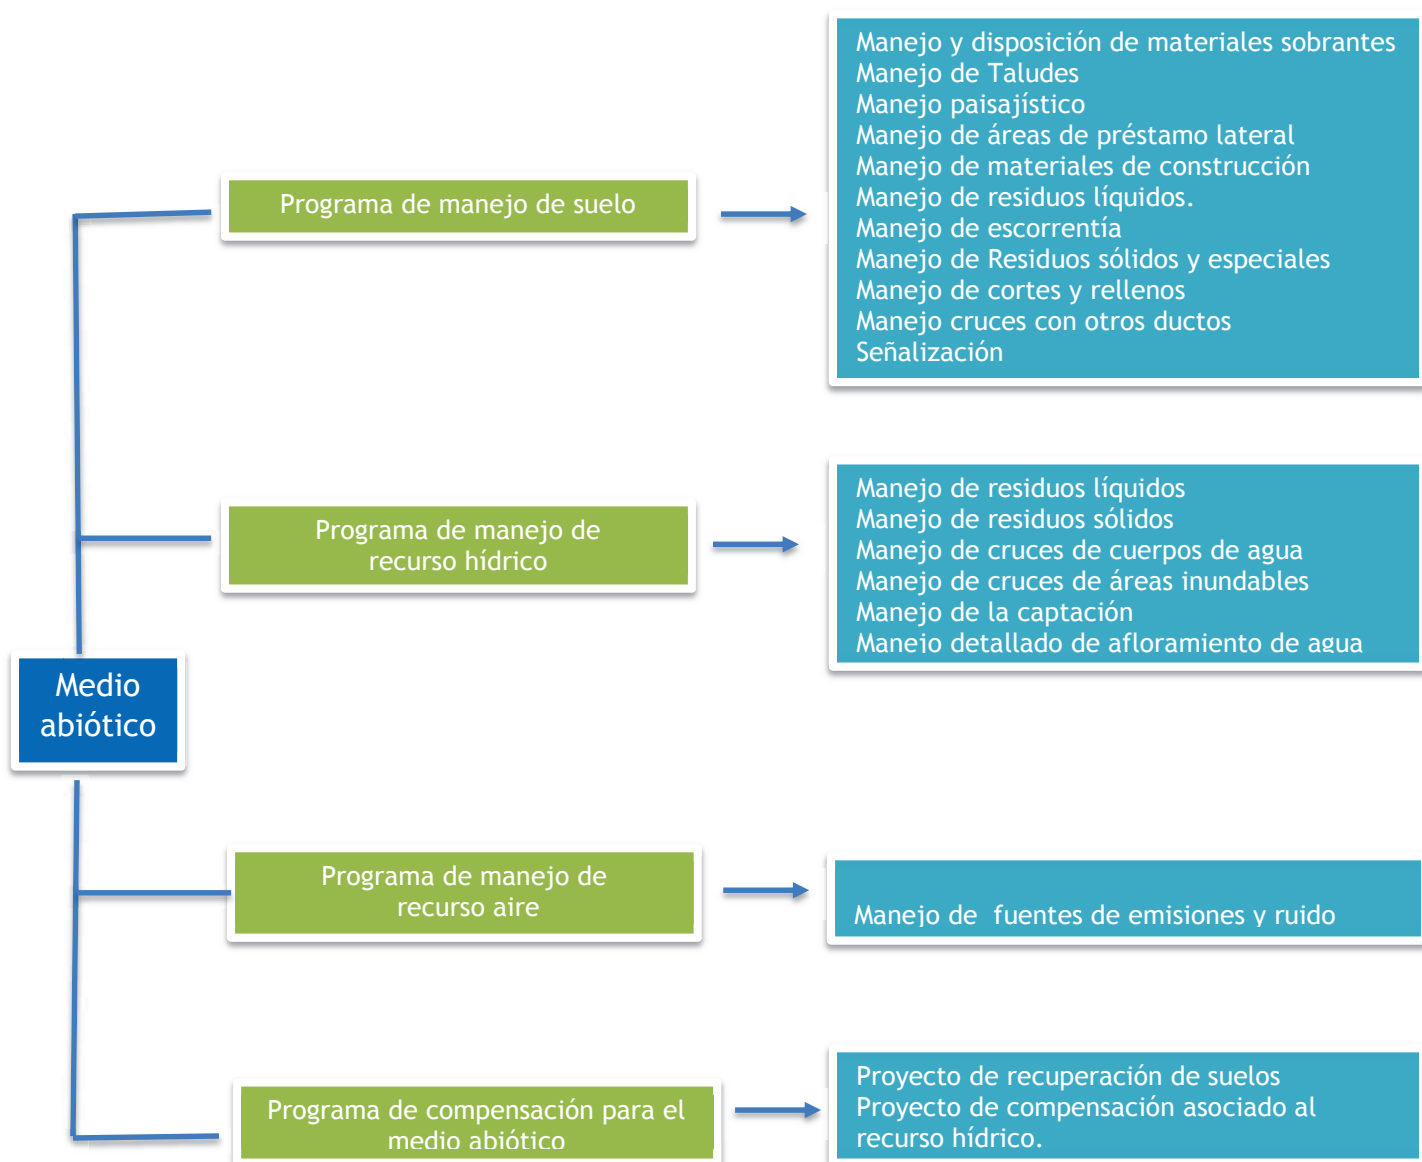 Manejo y disposición de materiales sobrantes
Manejo de Taludes
Manejo paisajístico
Manejo de áreas de préstamo lateral
Manejo de materiales de construcción
Manejo de residuos líquidos.
Manejo de escorrentía
Manejo de Residuos sólidos y especiales
Manejo de cortes y rellenos
Manejo cruces con otros ductos
Señalización
Programa de manejo de suelo
Programa de manejo de
recurso hídrico
Manejo de residuos líquidos
Manejo de residuos sólidos
Manejo de cruces de cuerpos de agua
Manejo de cruces de áreas inundables
Manejo de la captación
Manejo detallado de afloramiento de agua
Medio
abiótico
Programa de manejo de
recurso aire
Manejo de  fuentes de emisiones y ruido
Programa de compensación para el
medio abiótico
Proyecto de recuperación de suelos
Proyecto de compensación asociado al
recurso hídrico.